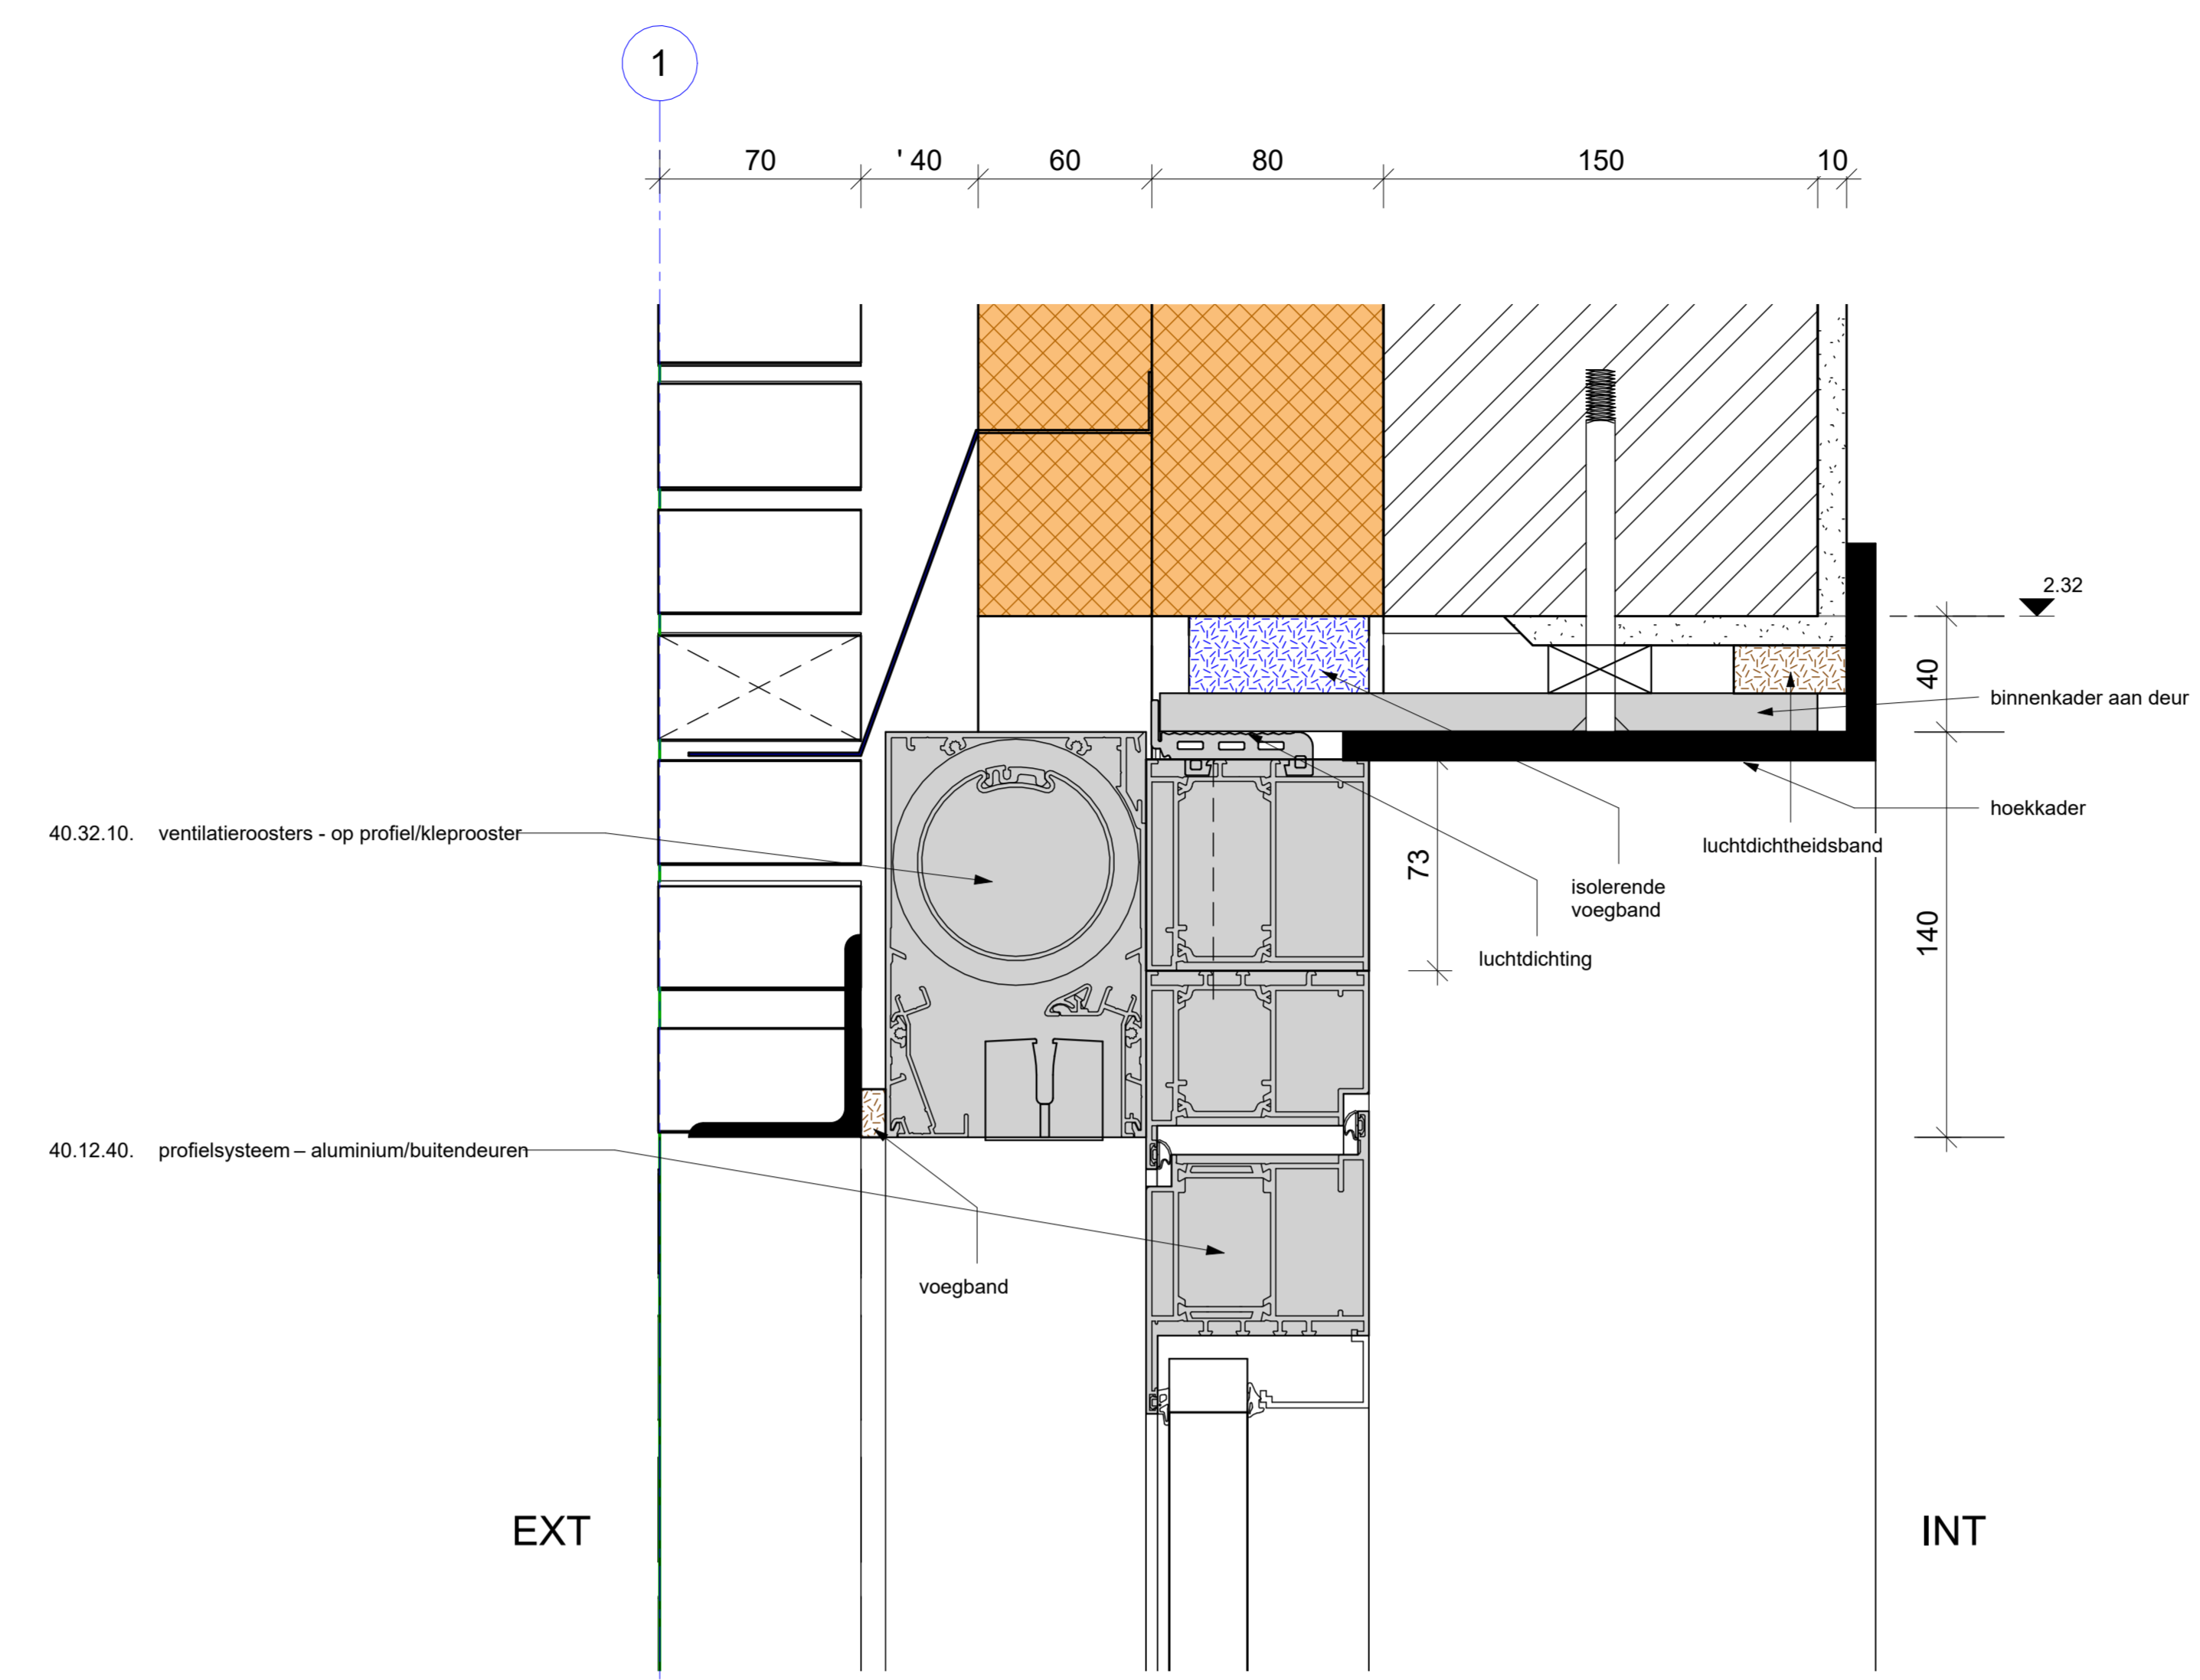 1
70
' 40
60
80
150
10
2.32
40
binnenkader aan deur
hoekkader
40.32.10. ventilatieroosters - op profiel/kleprooster
luchtdichtheidsband
73
isolerende
voegband
140
luchtdichting
40.12.40. profielsysteem – aluminium/buitendeuren
voegband
EXT
INT